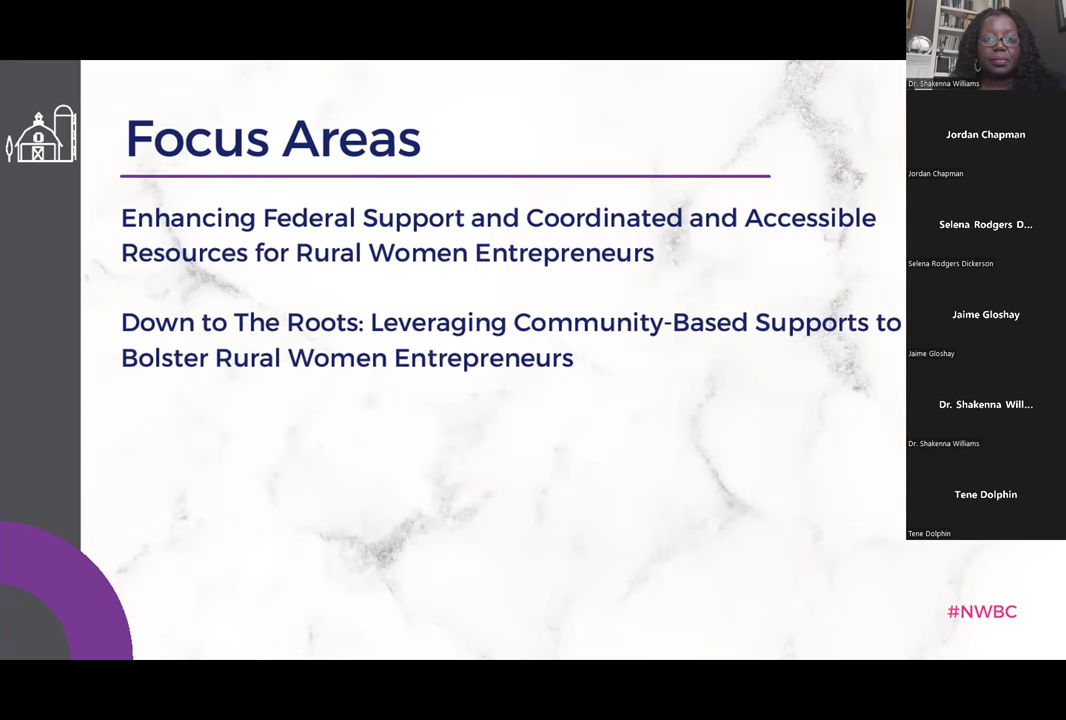 Focus Areas
Enhancing Federal Support and Coordinated and Accessible
Resources for Rural Women Entrepreneurs
Down to The Roots: Leveraging Community-Based Supports to
Bolster Rural Women Entrepreneurs
#NWBC
Dr. Shakenna Williams
Jordan Chapman
Jordan Chapman
Selena Rodgers D...
Selena Rodgers Dickerson
Jaime Gloshay
Jaime Gloshay
Dr. Shakenna Will...
Dr. Shakenna Williams
Tene Dolphin
Tene Dolphin